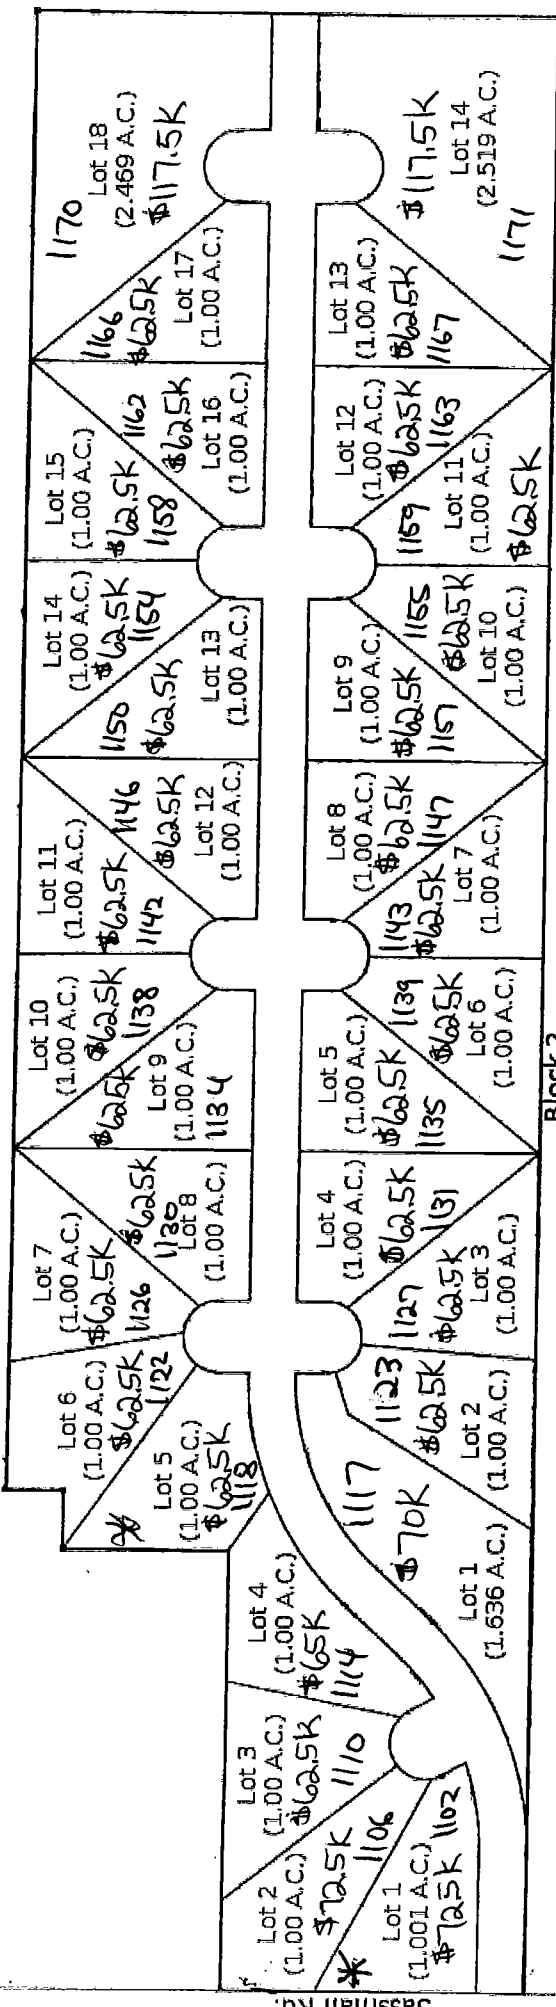 Lot 18
(2.469 A.C.)
$117.5K
1170
Lot 17
(1.00 A.C.)
$62.5K
1166
Lot 16
(1.00 A.C.)
$62.5K
1162
Lot 15
(1.00 A.C.)
$62.5K
1158
Lot 14
(1.00 A.C.)
$62.5K
1154
Lot 13
(1.00 A.C.)
$62.5K
1150
Lot 12
(1.00 A.C.)
$62.5K
1146
Lot 11
(1.00 A.C.)
$62.5K
1142
Lot 10
(1.00 A.C.)
$62.5K
1138
$62.5K
Lot 9
(1.00 A.C.)
1134
$62.5K
1130
Lot 8
(1.00 A.C.)
Lot 7
(1.00 A.C.)
$62.5K
1126
Lot 6
(1.00 A.C.)
$62.5K
1122
*
Lot 5
(1.00 A.C.)
$62.5K
1118
Lot 4
(1.00 A.C.)
$65K
1114
Lot 3
(1.00 A.C.)
$62.5K
1110
Lot 2
(1.00 A.C.)
$72.5K
1106
*
Lot 1
(1.001 A.C.)
$72.5K 1102
$117.5K
Lot 14
(2.519 A.C.)
1171
Lot 13
(1.00 A.C.)
$62.5K
1167
Lot 12
(1.00 A.C.)
$62.5K
1163
1159
Lot 11
(1.00 A.C.)
$62.5K
1155
$62.5K
Lot 10
(1.00 A.C.)
Lot 9
(1.00 A.C.)
$62.5K
1157
Lot 8
(1.00 A.C.)
$62.5K
1147
1143
$62.5K
Lot 7
(1.00 A.C.)
1139
$62.5K
Lot 6
(1.00 A.C.)
Lot 5
(1.00 A.C.)
$62.5K
1135
Lot 4
(1.00 A.C.)
$62.5K
1131
1127
$62.5K
Lot 3
(1.00 A.C.)
1123
$62.5K
Lot 2
(1.00 A.C.)
1117
$70K
Lot 1
(1.636 A.C.)
Block 2
Rd.